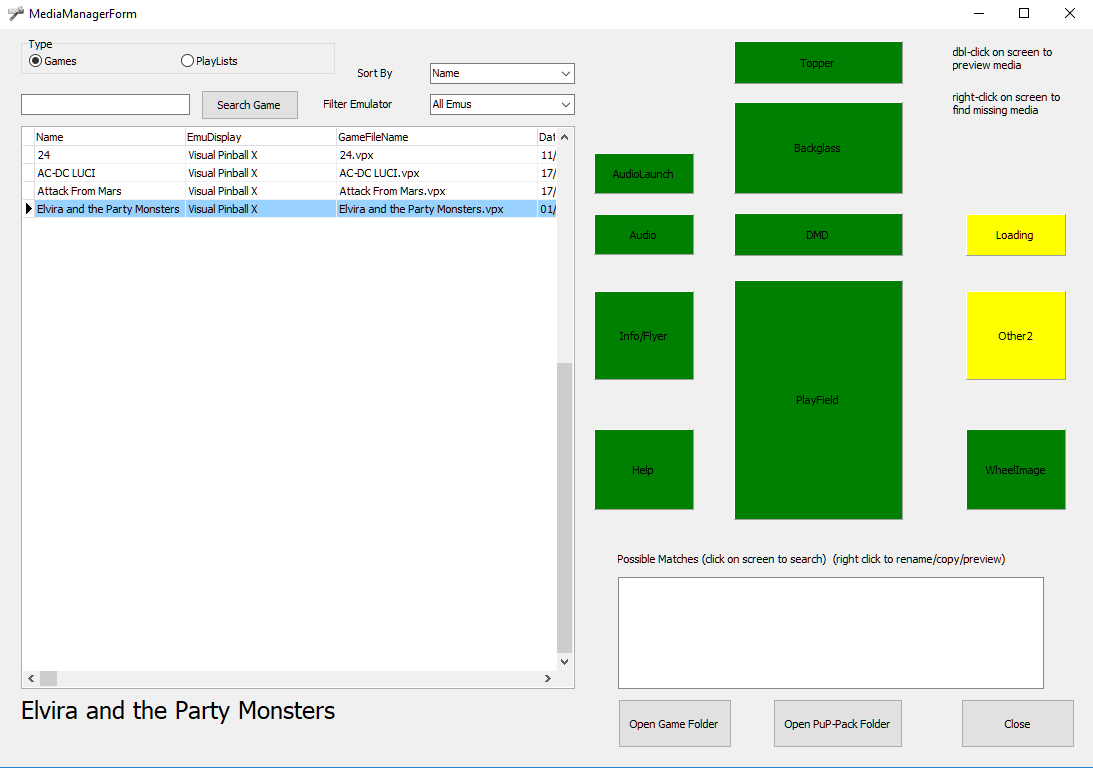 MediaManagerForm
Type
Games
PlayLists
Sort By
Name
Search Game
Filter Emulator
All Emus
Name EmuDisplay GameFileName Dat
24 Visual Pinball X 24.vpx 11/
AC-DC LUCI Visual Pinball X AC-DC LUCI.vpx 17/
Attack From Mars Visual Pinball X Attack From Mars.vpx 17/
Elvira and the Party Monsters Visual Pinball X Elvira and the Party Monsters.vpx 01/
Elvira and the Party Monsters
Topper
dbl-click on screen to
preview media
right-click on screen to
find missing media
Backglass
AudioLaunch
Audio
DMD
Loading
Info/Flyer
PlayField
Other2
Help
WheelImage
Possible Matches (click on screen to search) (right click to rename/copy/preview)
Open Game Folder
Open PuP-Pack Folder
Close